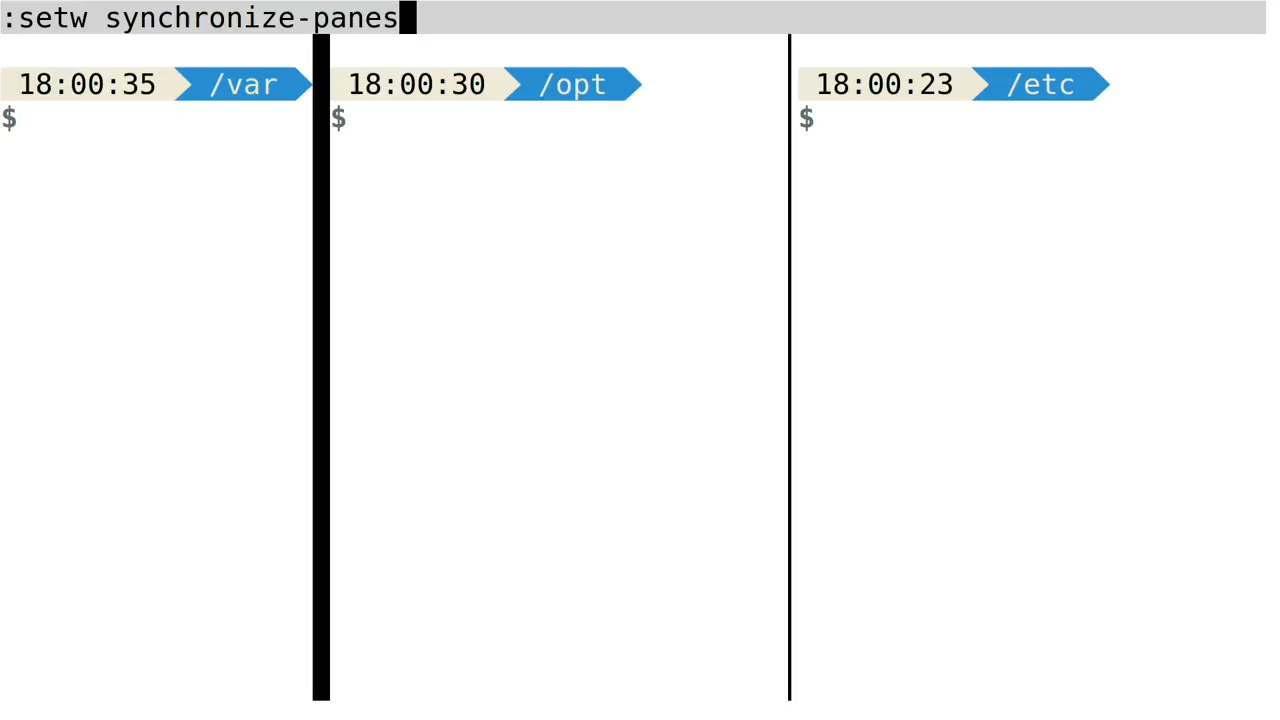 :setw synchronize-panes
18:00:35 /var 18:00:30 /opt 18:00:23 /etc
$ $ $